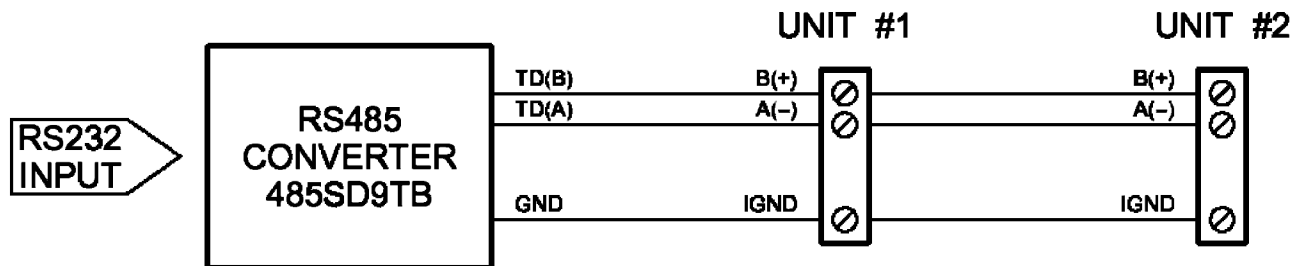 UNIT #1
UNIT #2
TD(B)
B(+)
B(+)
TD(A)
A(−)
A(−)
RS232
INPUT
RS485
CONVERTER
485SD9TB
GND
IGND
IGND